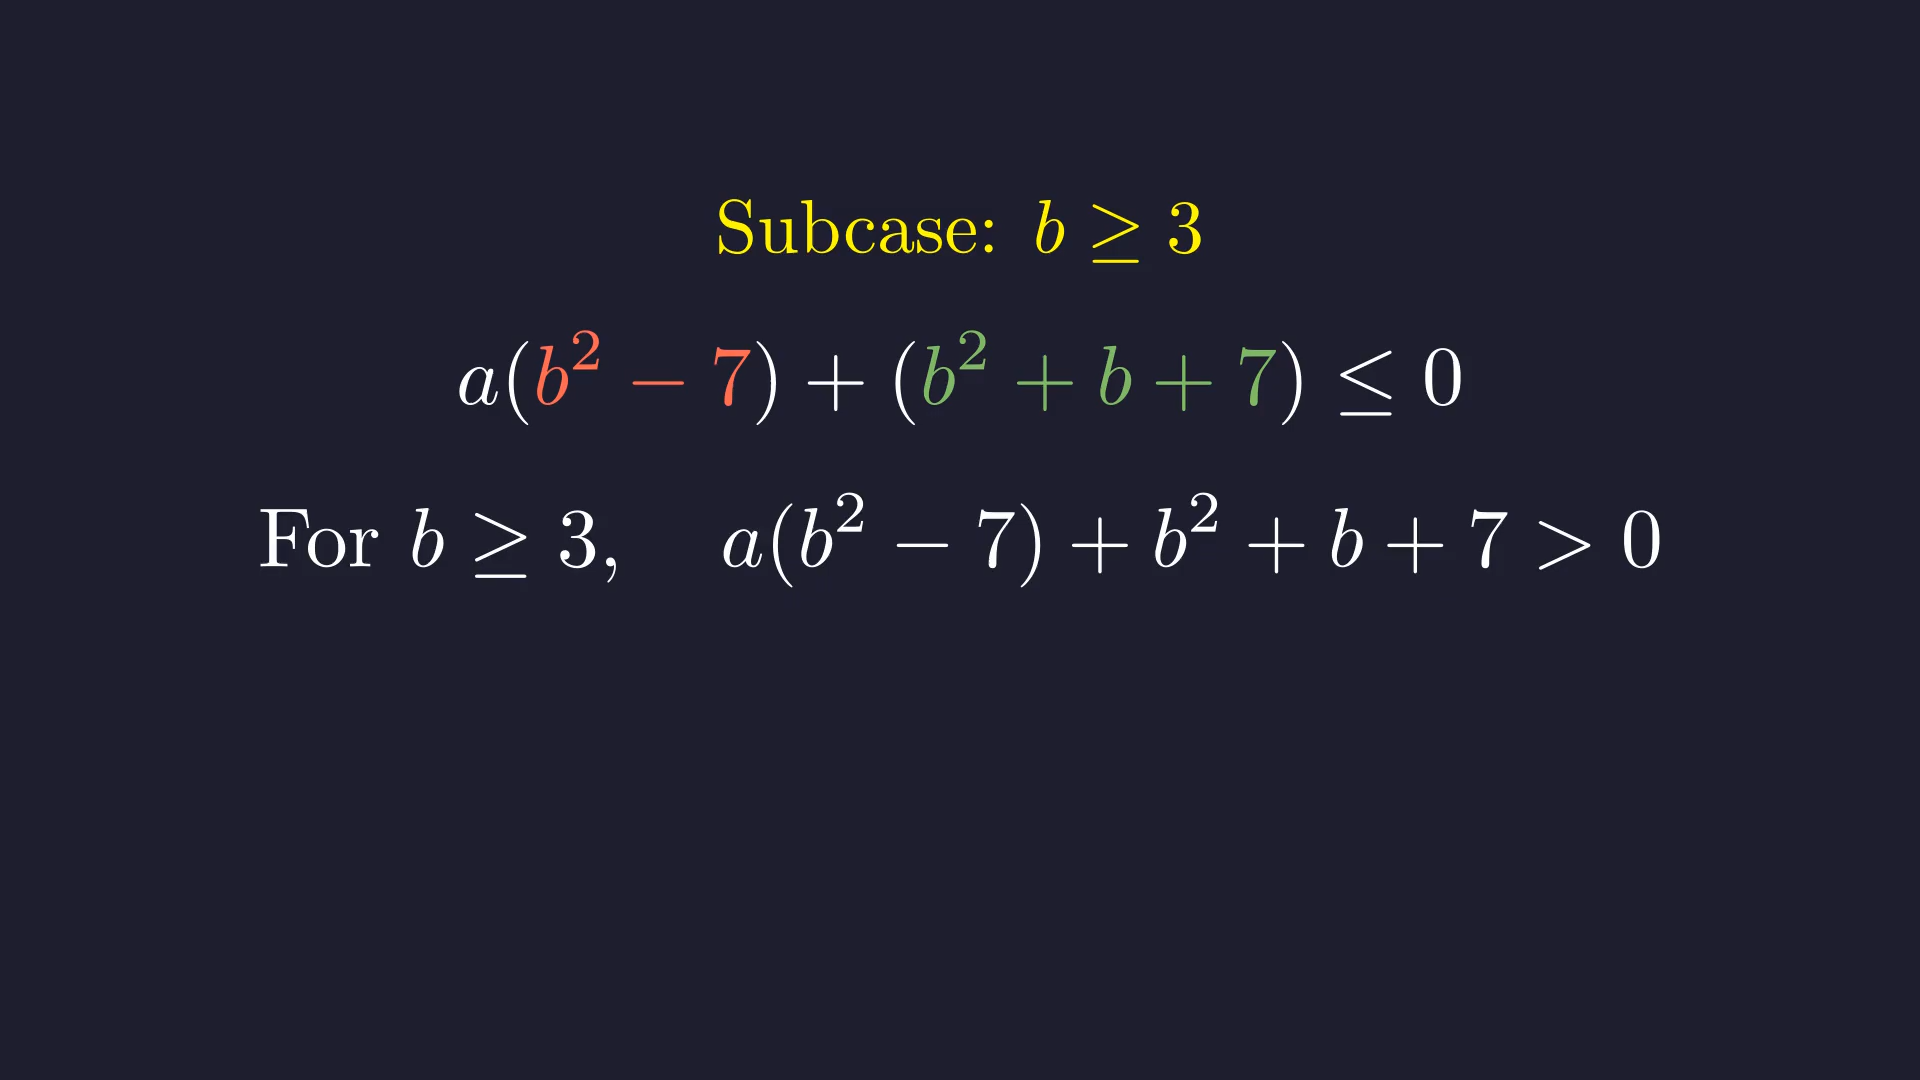 Subcase: b ≥ 3
a(b² − 7) + (b² + b + 7) ≤ 0
For b ≥ 3, a(b² − 7) + b² + b + 7 > 0